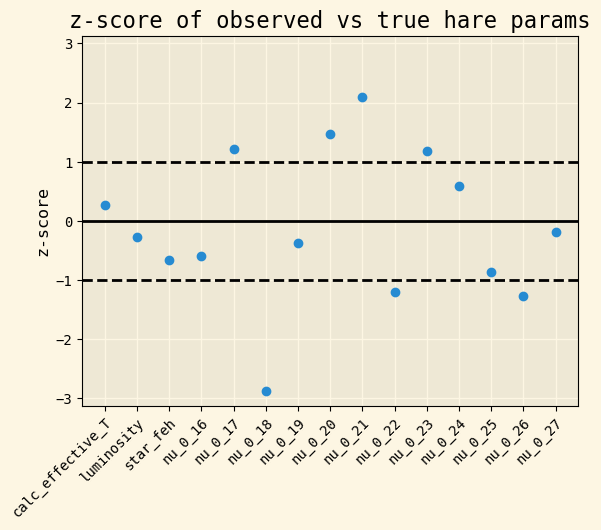 z-score of observed vs true hare params
z-score
3
2
1
0
−1
−2
−3
calc_effective_T
luminosity
star_feh
nu_0_16
nu_0_17
nu_0_18
nu_0_19
nu_0_20
nu_0_21
nu_0_22
nu_0_23
nu_0_24
nu_0_25
nu_0_26
nu_0_27